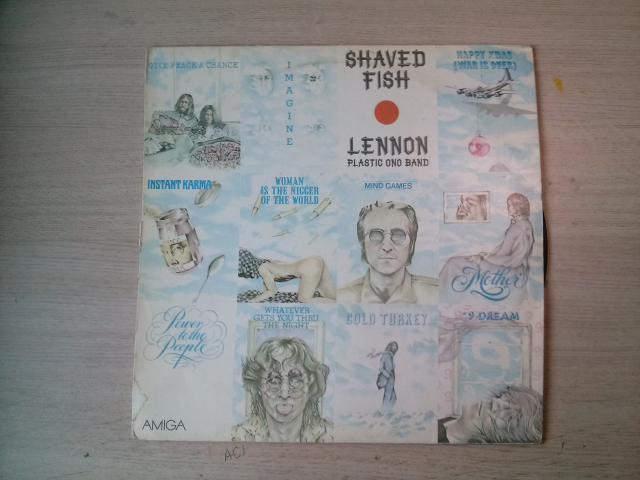 GIVE PEACE A CHANCE
IMAGINE
SHAVED
FISH
LENNON
PLASTIC ONO BAND
HAPPY XMAS
(WAR IS OVER)
INSTANT KARMA
WOMAN
IS THE NIGGER
OF THE WORLD
MIND GAMES
Mother
Power
to the
People
WHATEVER
GETS YOU THRU
THE NIGHT
COLD TURKEY
#9 DREAM
AMIGA